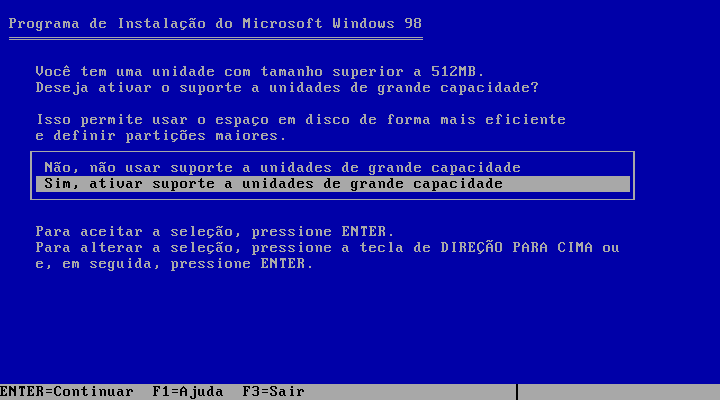 Programa de Instalação do Microsoft Windows 98
Você tem uma unidade com tamanho superior a 512MB.
Deseja ativar o suporte a unidades de grande capacidade?
Isso permite usar o espaço em disco de forma mais eficiente
e definir partições maiores.
Não, não usar suporte a unidades de grande capacidade
Sim, ativar suporte a unidades de grande capacidade
Para aceitar a seleção, pressione ENTER.
Para alterar a seleção, pressione a tecla de DIREÇÃO PARA CIMA ou
e, em seguida, pressione ENTER.
ENTER=Continuar F1=Ajuda F3=Sair